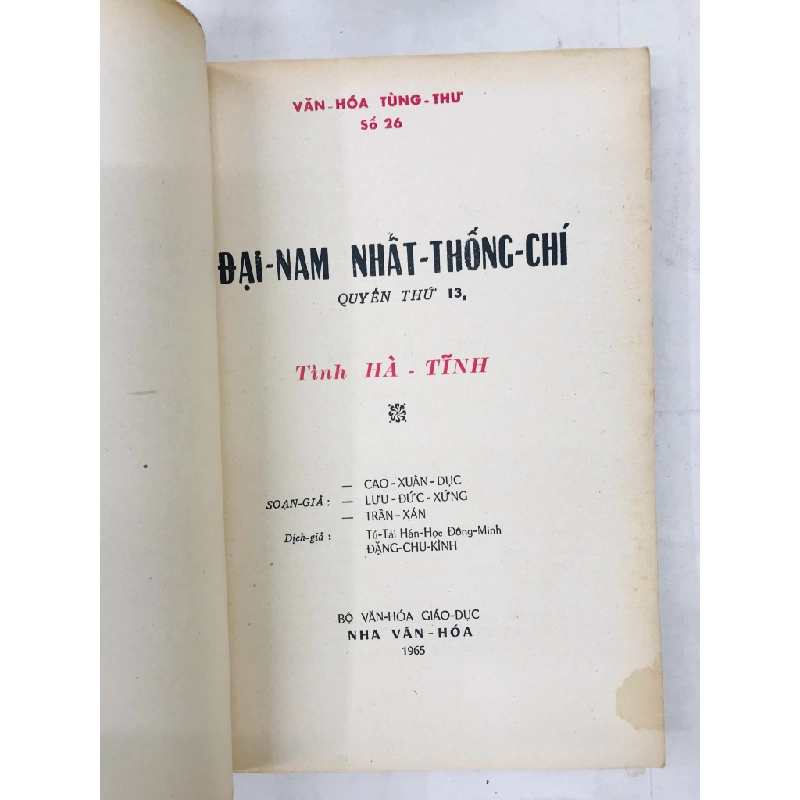 VĂN-HÓA TÙNG-THƯ
Số 26
ĐẠI-NAM NHẤT-THỐNG-CHÍ
QUYỂN THỨ 13,
Tỉnh HÀ - TĨNH
— CAO-XUÂN-DỤC
SOẠN-GIẢ : — LƯU-ĐỨC-XỨNG
— TRẦN-XÁN
Dịch-giả : Tú-Tài Hán-Học Đông-Minh
ĐẶNG-CHU-KÌNH
BỘ VĂN-HÓA GIÁO-DỤC
NHA VĂN-HÓA
1965